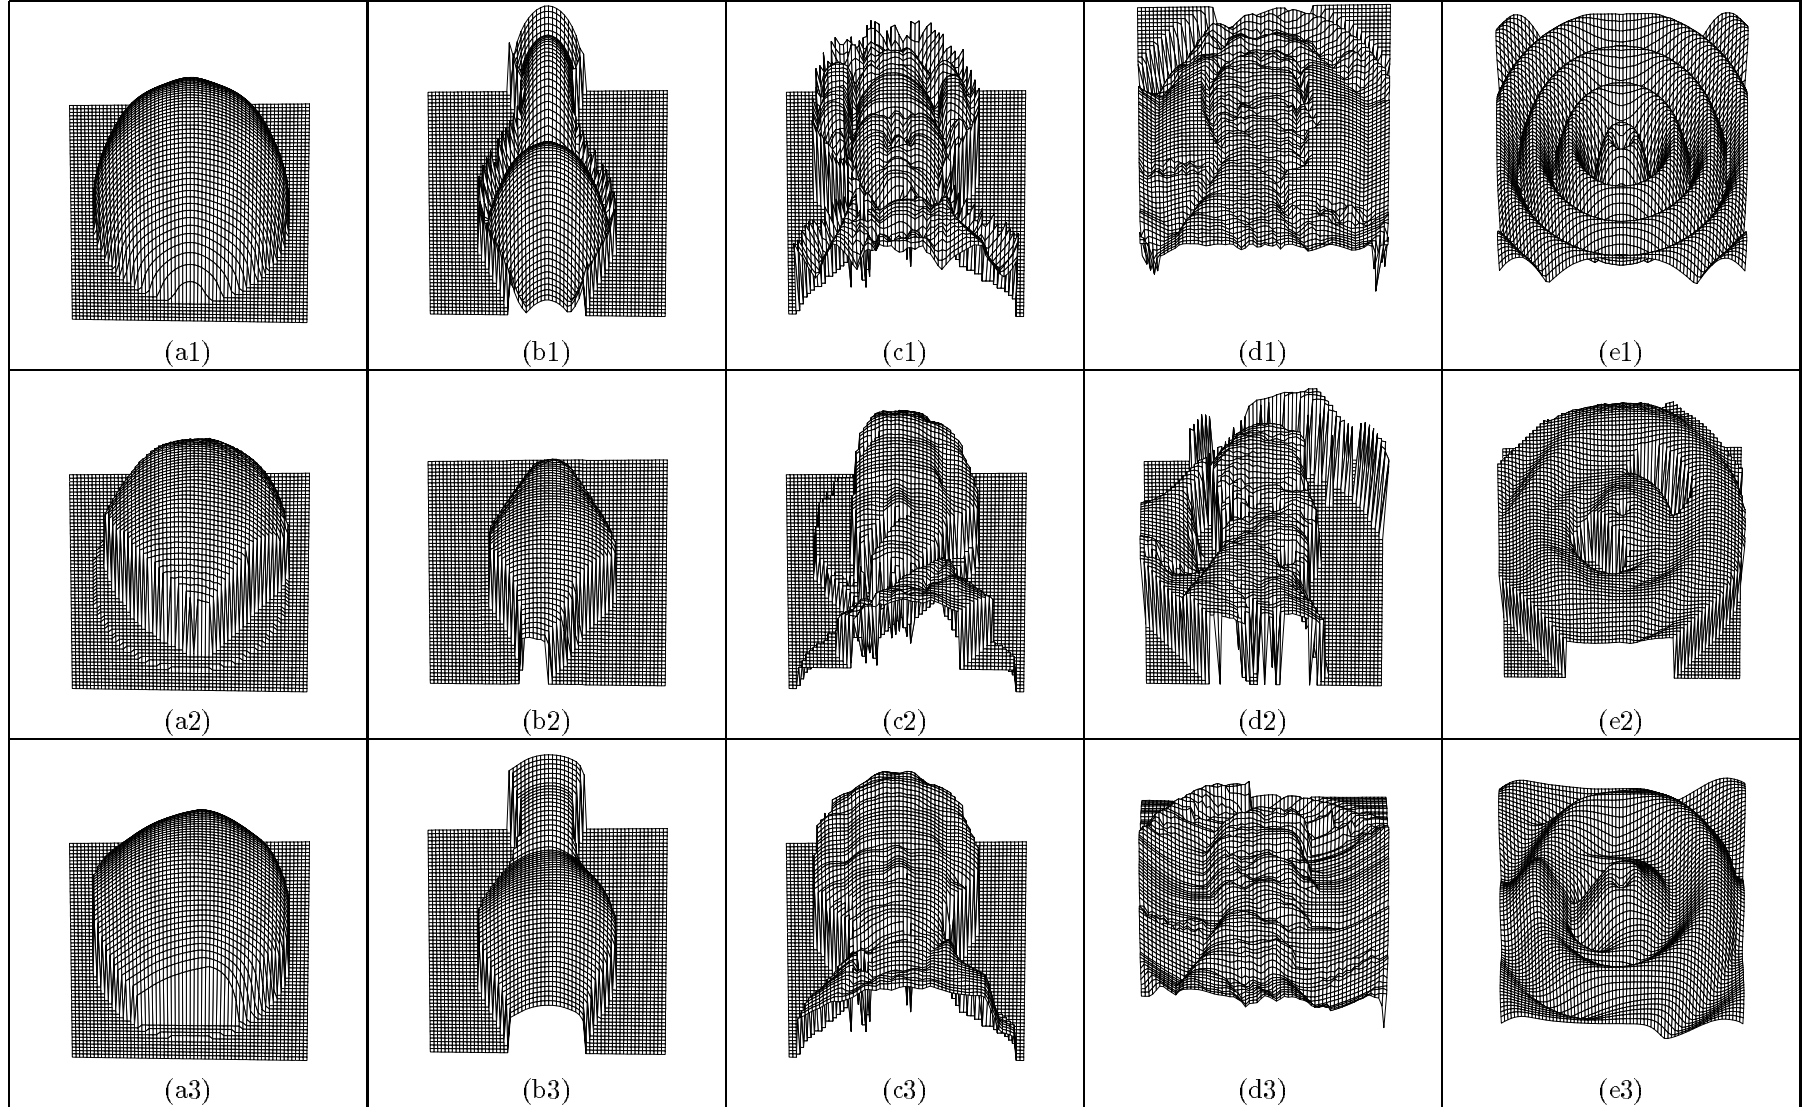 (a1) (b1) (c1) (d1) (e1)
(a2) (b2) (c2) (d2) (e2)
(a3) (b3) (c3) (d3) (e3)